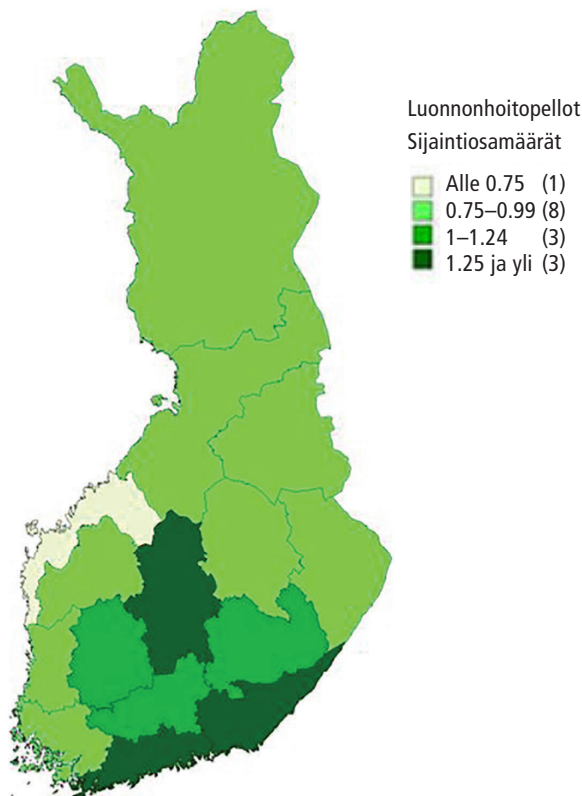 Luonnonhoitopellot
Sijaintiosamäärät
Alle 0.75 (1)
0.75–0.99 (8)
1–1.24 (3)
1.25 ja yli (3)